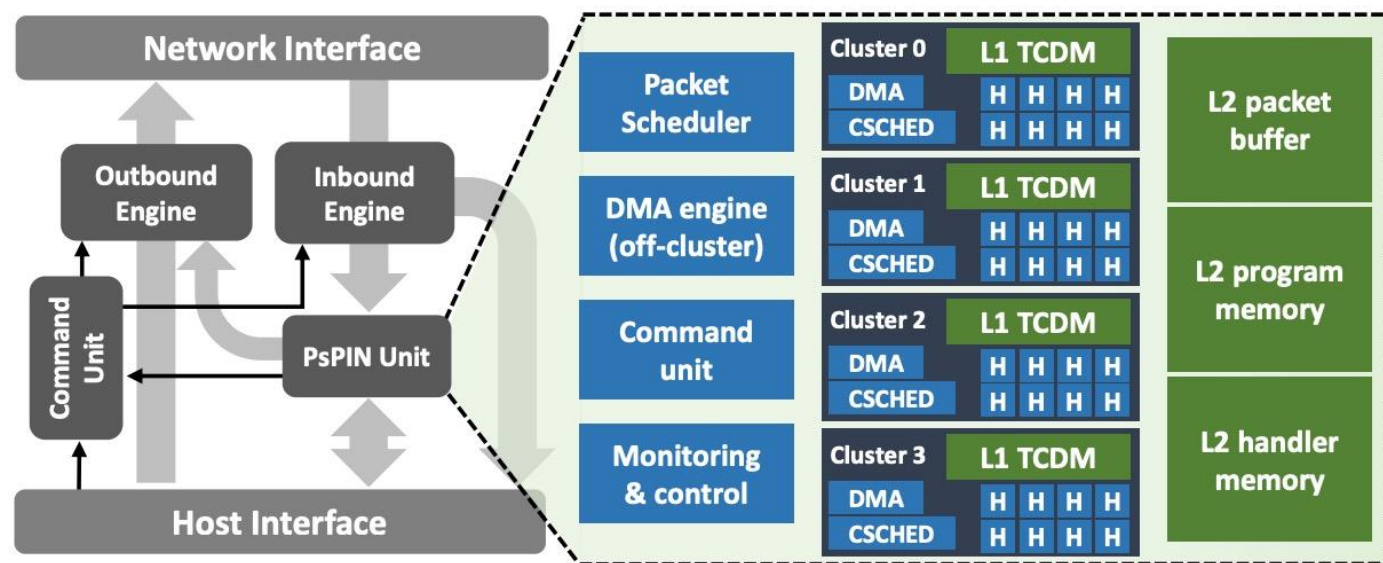 Network Interface
Outbound
Engine
Inbound
Engine
Command
Unit
PsPIN Unit
Host Interface
Packet
Scheduler
DMA engine
(off-cluster)
Command
unit
Monitoring
& control
Cluster 0
L1 TCDM
DMA
H H H H
CSCHED
H H H H
Cluster 1
L1 TCDM
DMA
H H H H
CSCHED
H H H H
Cluster 2
L1 TCDM
DMA
H H H H
CSCHED
H H H H
Cluster 3
L1 TCDM
DMA
H H H H
CSCHED
H H H H
L2 packet
buffer
L2 program
memory
L2 handler
memory